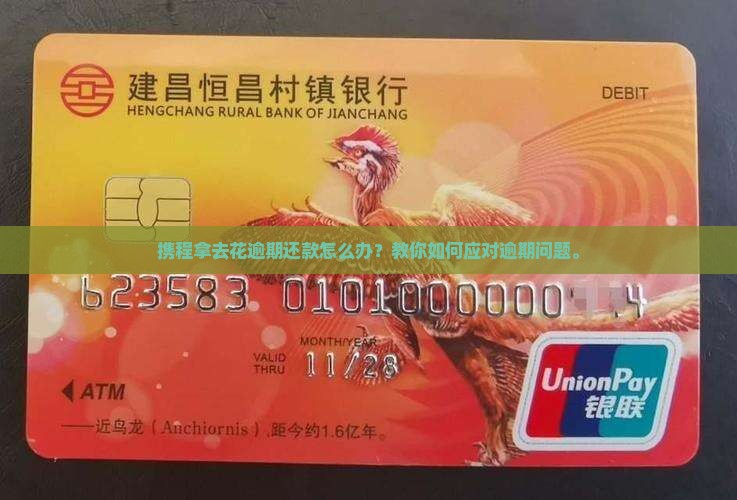 建昌恒昌村镇银行
HENGCHANG RURAL BANK OF JIANCHANG
DEBIT
携程拿去花逾期还款怎么办？教你如何应对逾期问题。
623583 0101000000 4
MONTH/YEAR
VALID THRU 11/28
ATM
UnionPay
银联
——近鸟龙（Anchiornis）,距今约1.6亿年。